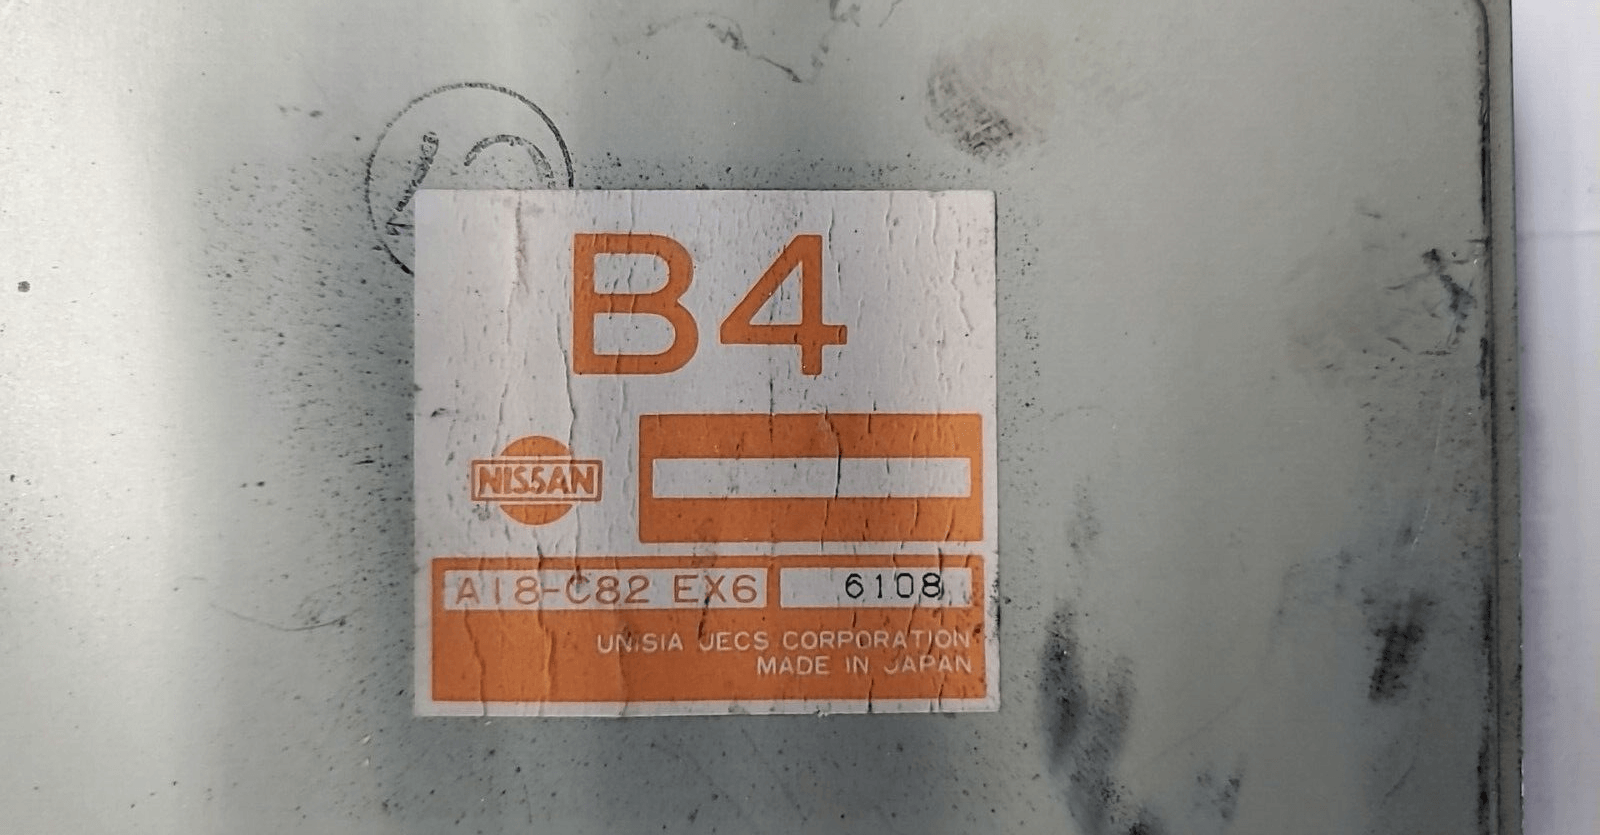 B4
NISSAN
A18-C82 EX6 6108
UNISIA JECS CORPORATION
MADE IN JAPAN